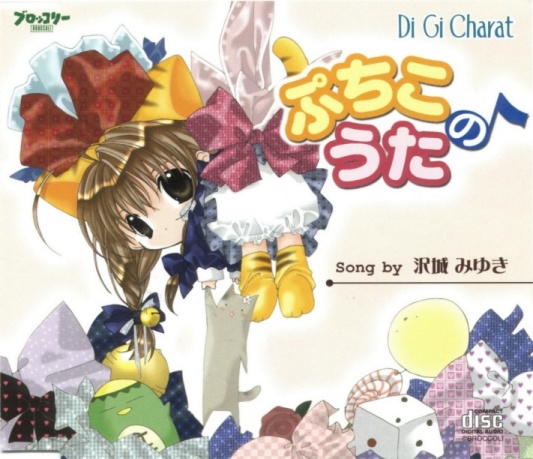 ブロッコリー
BROCCOLI
Di Gi Charat
ぷちこの
うた
Song by 沢城 みゆき
COMPACT
disc
DIGITAL AUDIO
©BROCCOLI